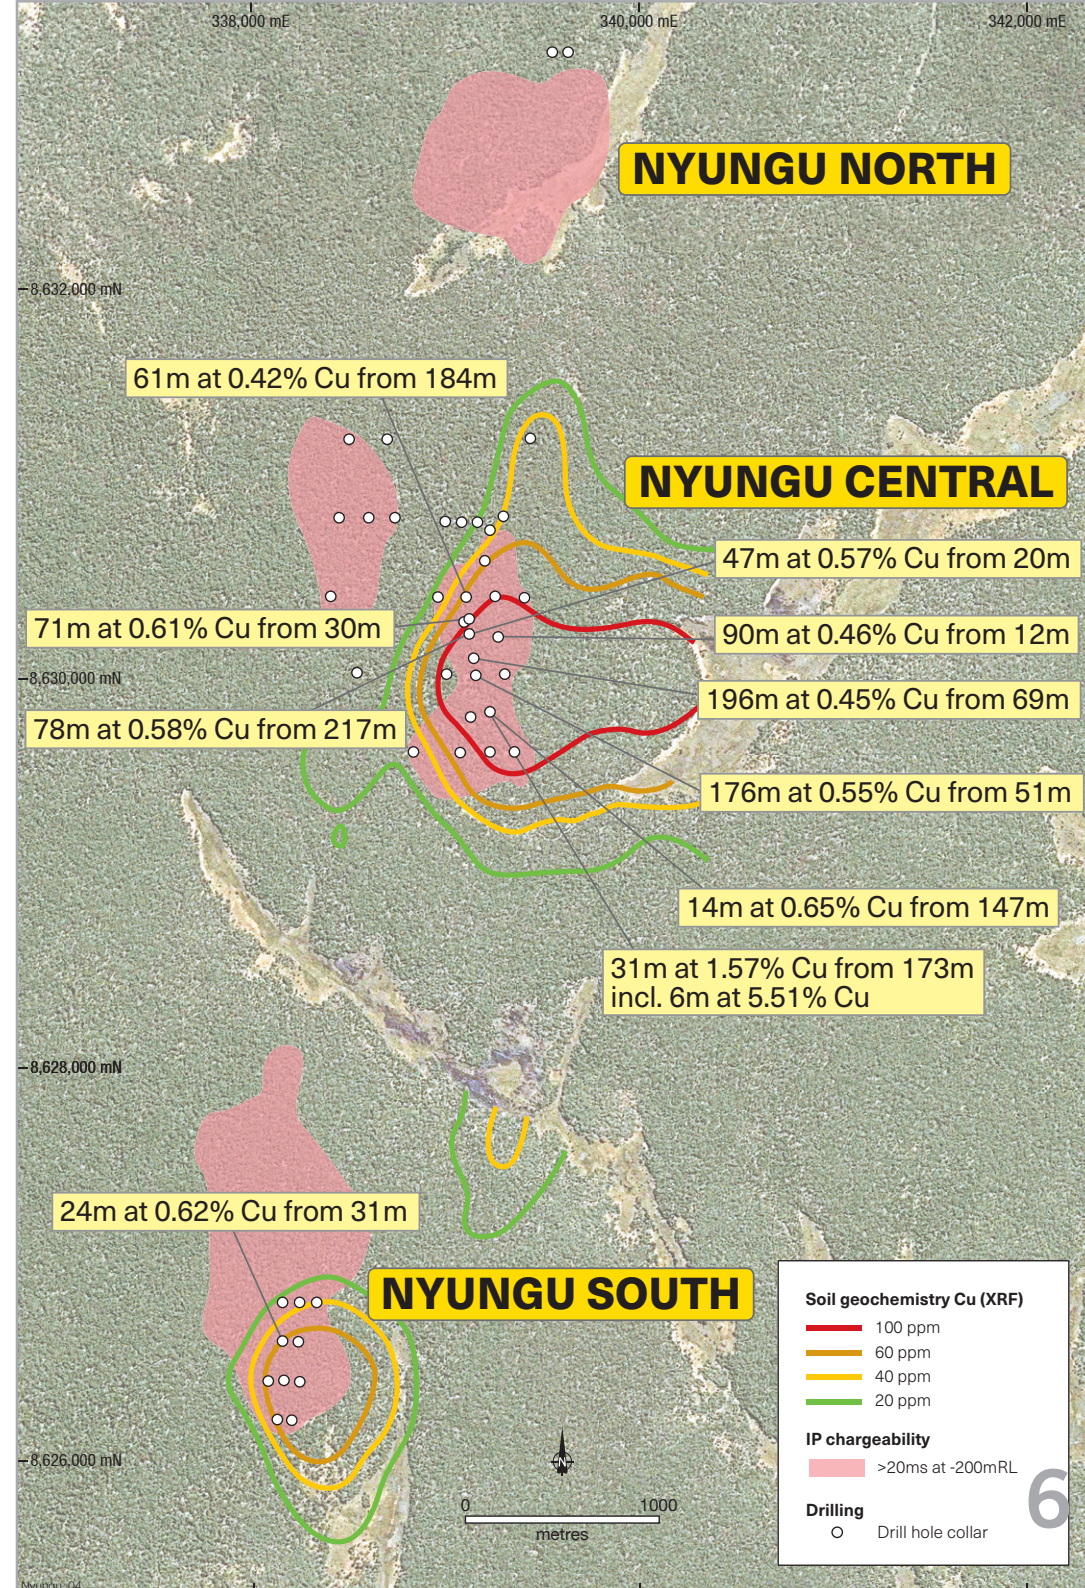 338,000 mE
340,000 mE
342,000 mE
NYUNGU NORTH
8,632,000 mN
61m at 0.42% Cu from 184m
NYUNGU CENTRAL
47m at 0.57% Cu from 20m
71m at 0.61% Cu from 30m
90m at 0.46% Cu from 12m
8,630,000 mN
196m at 0.45% Cu from 69m
78m at 0.58% Cu from 217m
176m at 0.55% Cu from 51m
14m at 0.65% Cu from 147m
31m at 1.57% Cu from 173m
incl. 6m at 5.51% Cu
8,628,000 mN
24m at 0.62% Cu from 31m
NYUNGU SOUTH
Soil geochemistry Cu (XRF)
100 ppm
60 ppm
40 ppm
20 ppm
IP chargeability
>20ms at -200mRL
Drilling
Drill hole collar
6
8,626,000 mN
N
0 1000
metres